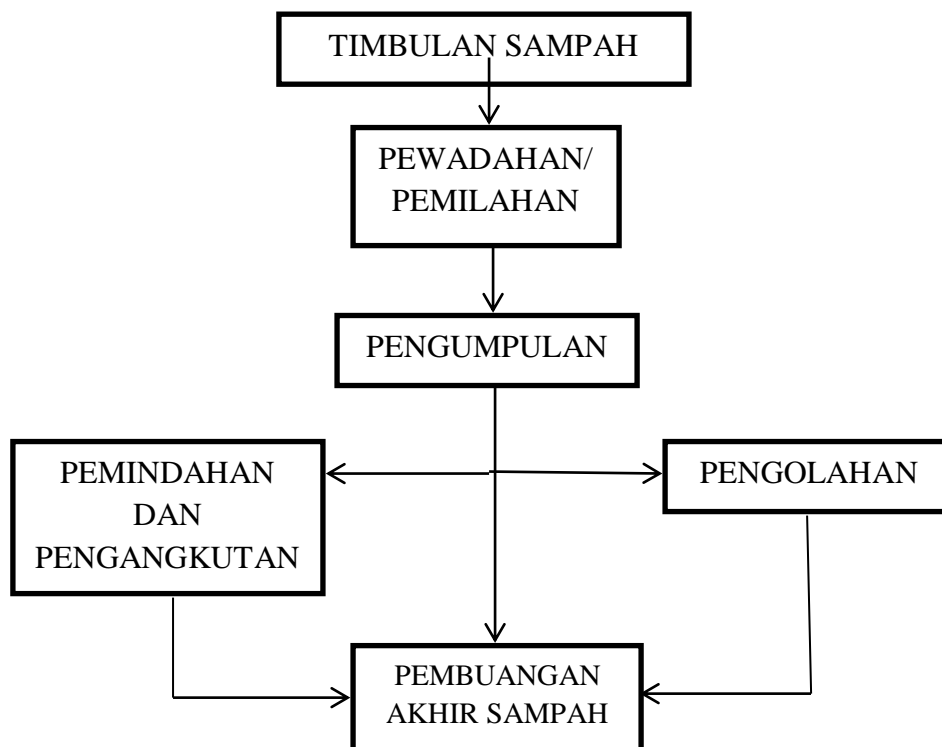 TIMBULAN SAMPAH
PEWADAHAN/
PEMILAHAN
PENGUMPULAN
PEMINDAHAN
DAN
PENGANGKUTAN
PENGOLAHAN
PEMBUANGAN
AKHIR SAMPAH